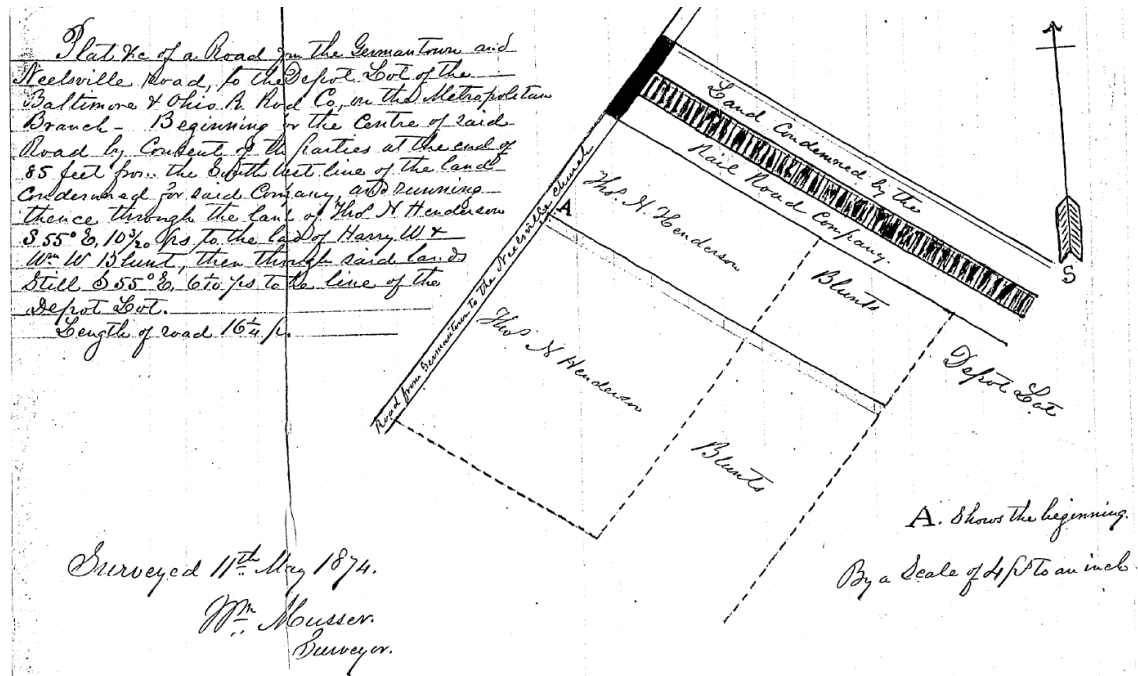 Plat &c of a Road from the Germantown and
Neelsville Road, to the Depot Lot of the
Baltimore & Ohio R. Rod Co, on the Metropolitan
Branch - Beginning in the Centre of said
Road by Consent of the parties at the end of
85 feet from the South West line of the land
Condemned for said Company and running
thence through the land of Thos N Henderson
S 55° E, 10 3/20 ps to the land of Harry W &
Wm W Blunt, then through said lands
Still S 55° E, 6 1/10 ps to the line of the
Depot Lot.
Length of road 16 1/4 p.
Land Condemned by the
Rail Road Company.
Thos. N. Henderson
Blunts
Depot Lot
A
Road from Germantown to the Neelsville Church
Thos N Henderson
Blunts
S
A. Shows the beginning.
By a Scale of 4 ps to an inch
Surveyed 11th May 1874.
Wm Musser.
Surveyor.